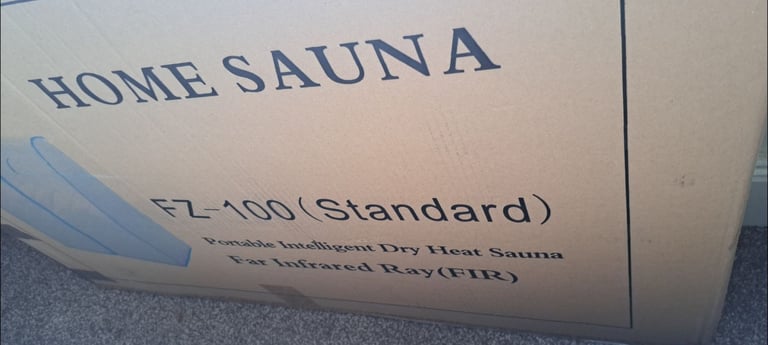 HOME SAUNA
FZ-100 (Standard)
Portable Intelligent Dry Heat Sauna
Far Infrared Ray(FIR)